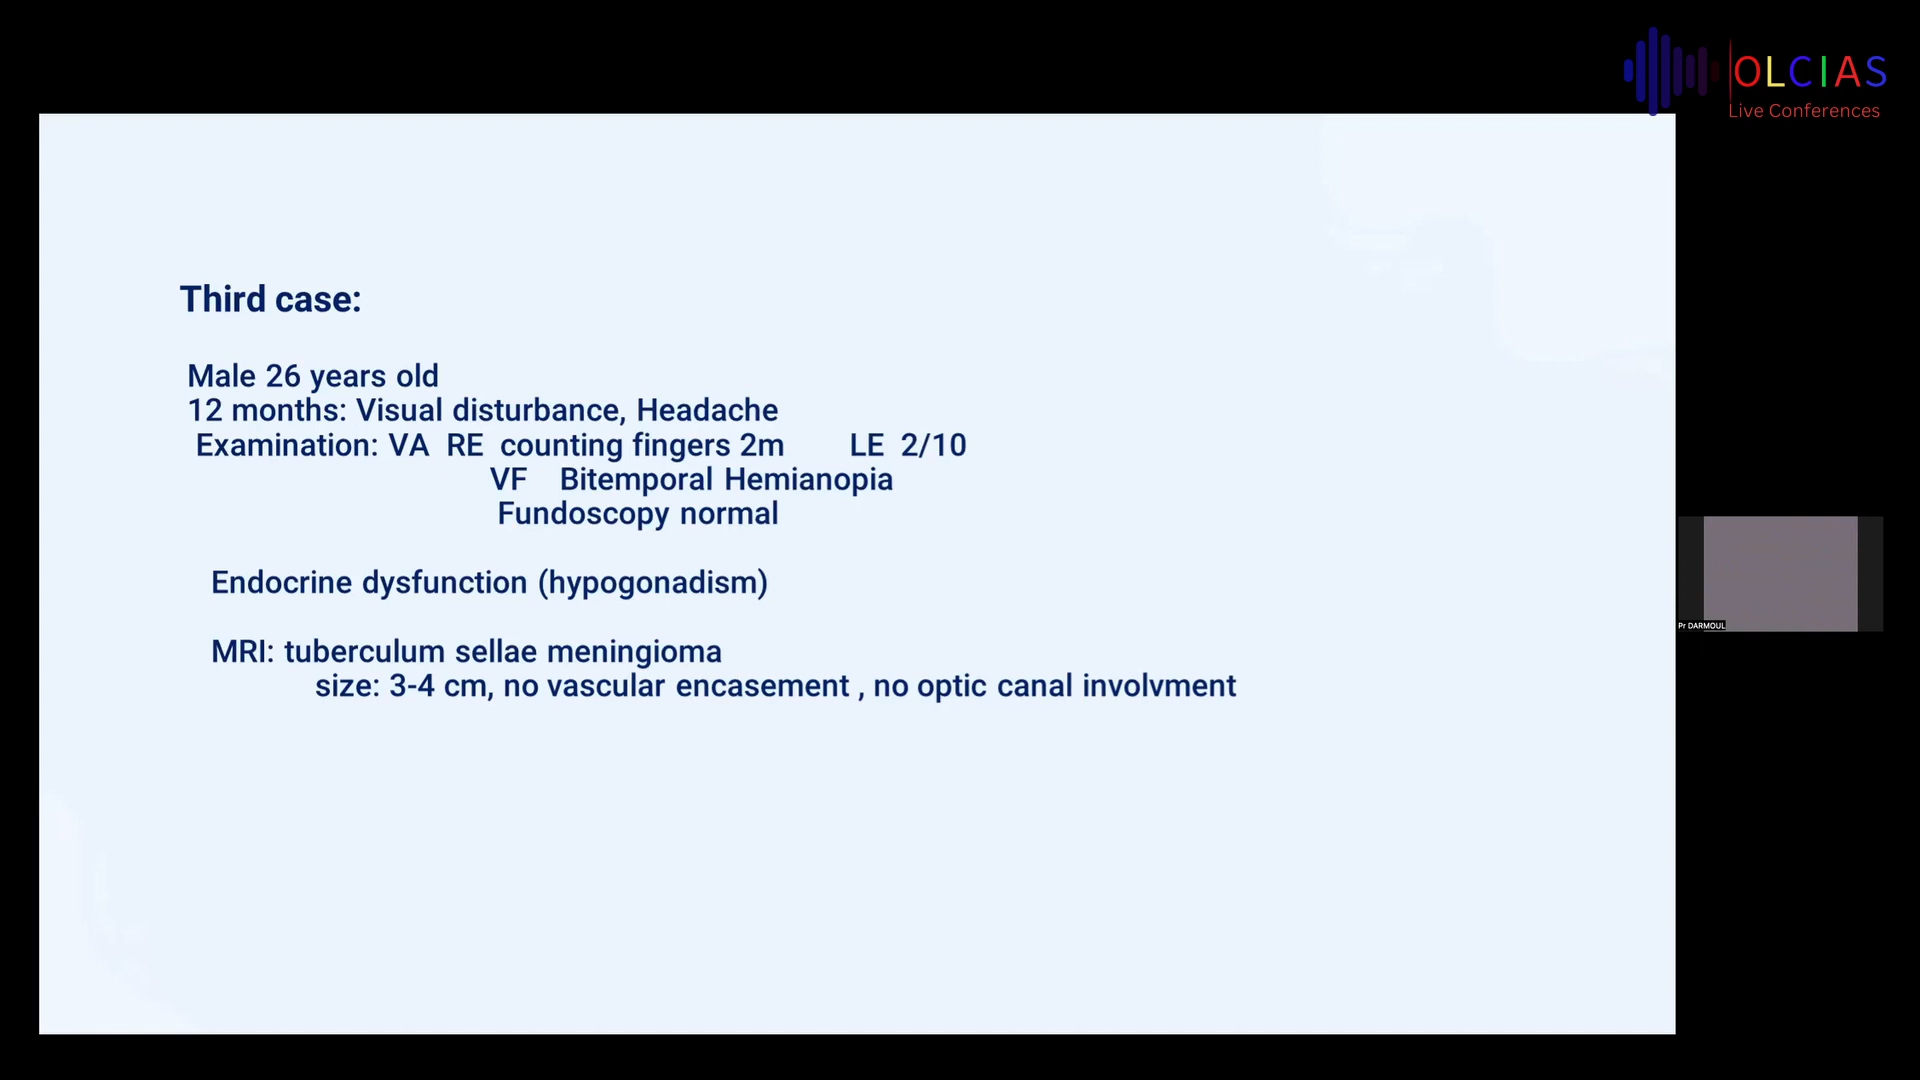 OLCIAS
Live Conferences
Third case:
Male 26 years old
12 months: Visual disturbance, Headache
Examination: VA RE counting fingers 2m LE 2/10
VF Bitemporal Hemianopia
Fundoscopy normal
Endocrine dysfunction (hypogonadism)
MRI: tuberculum sellae meningioma
size: 3-4 cm, no vascular encasement , no optic canal involvment
Pr DARMOUL